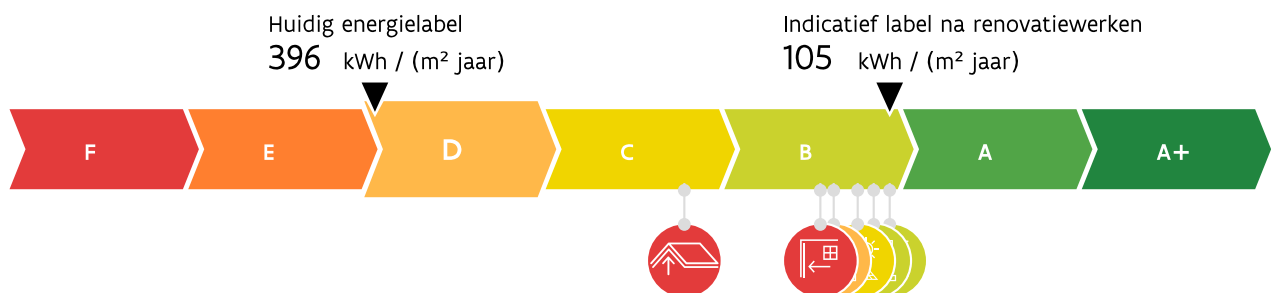 Huidig energielabel
396 kWh / (m² jaar)
Indicatief label na renovatiewerken
105 kWh / (m² jaar)
F E D C B A A+